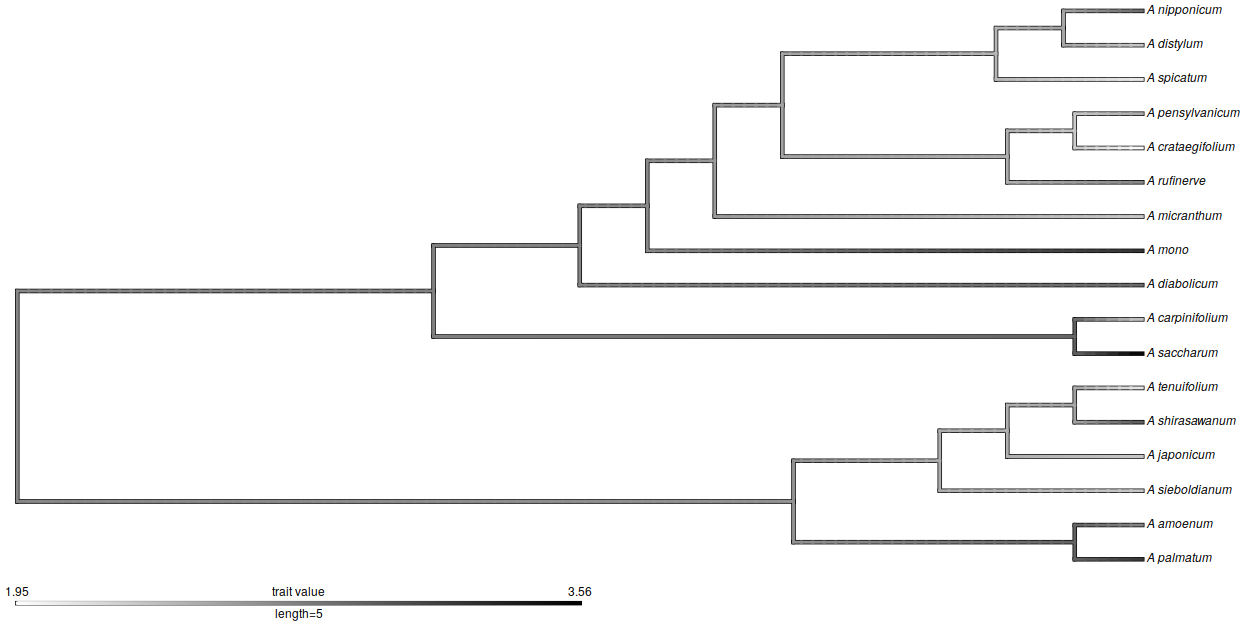 A nipponicum
A distylum
A spicatum
A pensylvanicum
A crataegifolium
A rufinerve
A micranthum
A mono
A diabolicum
A carpinifolium
A saccharum
A tenuifolium
A shirasawanum
A japonicum
A sieboldianum
A amoenum
A palmatum
1.95 trait value 3.56
length=5